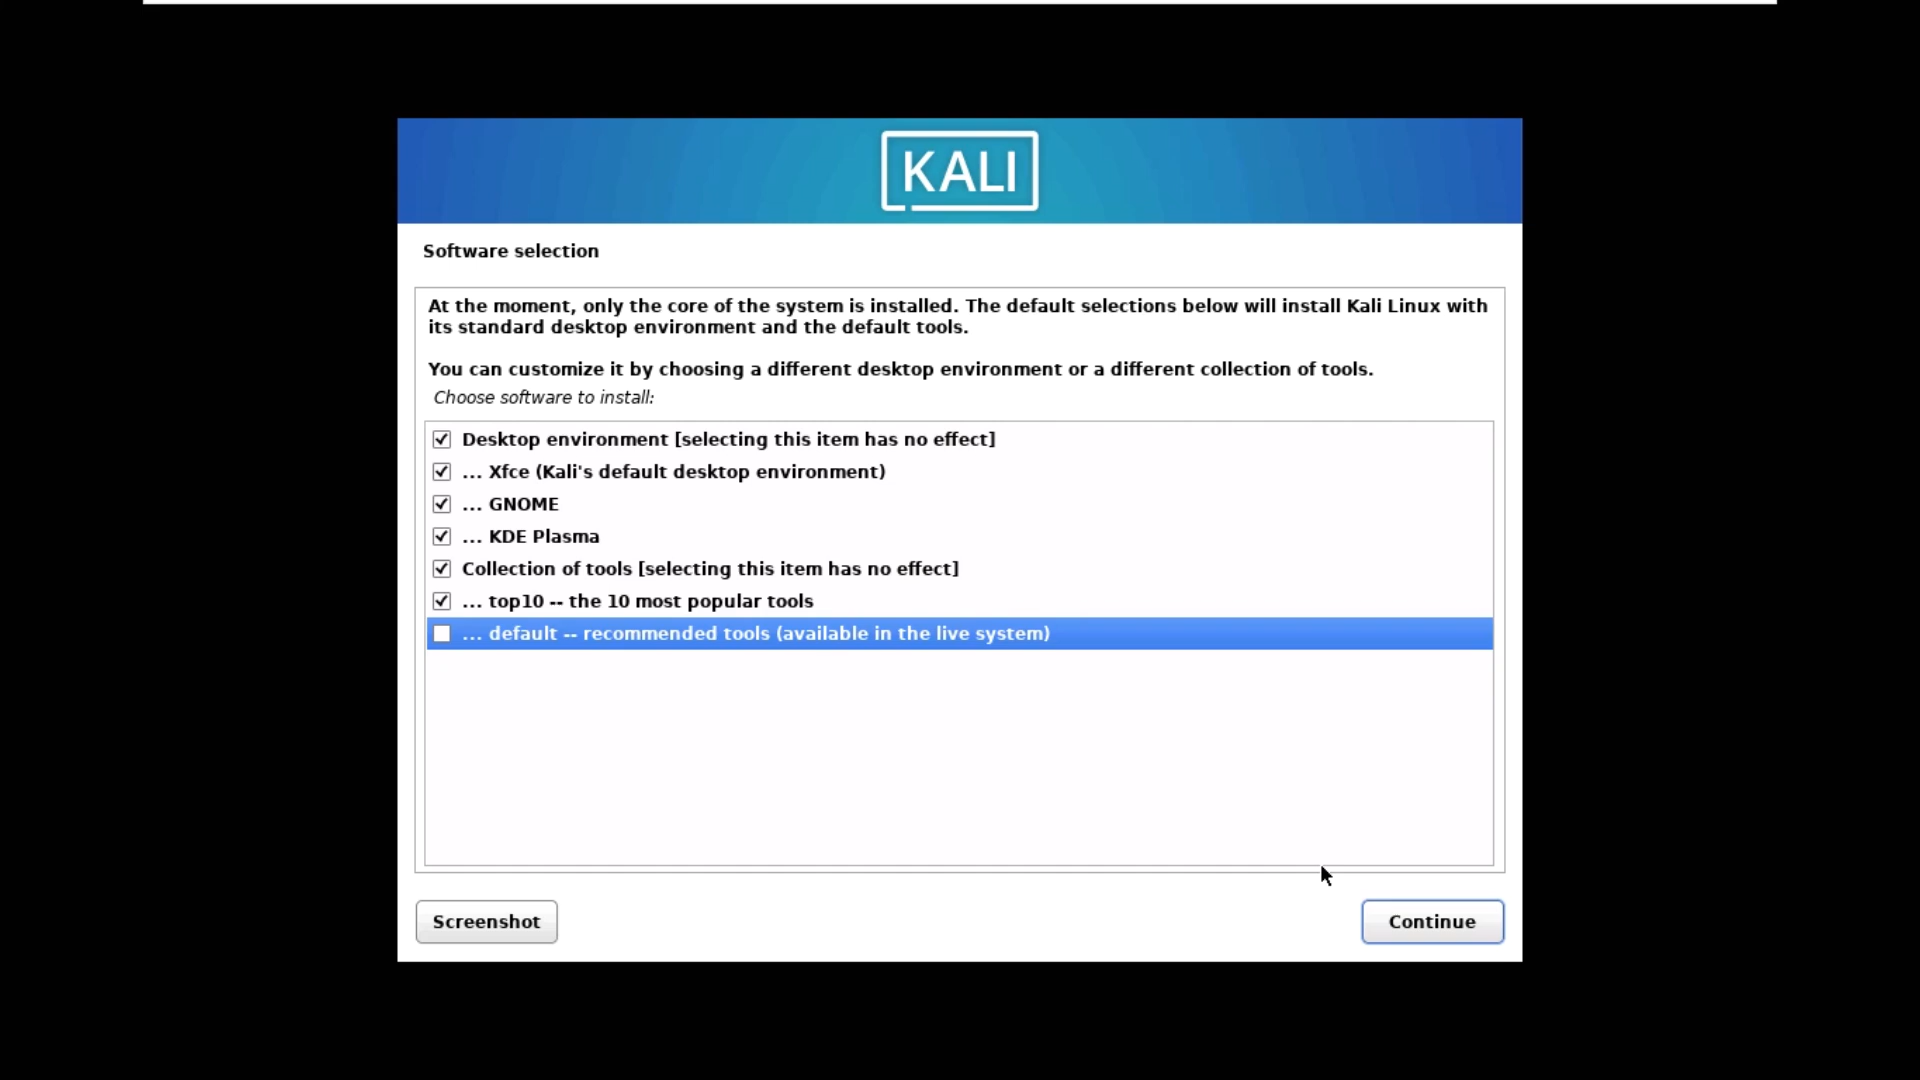 KALI
Software selection
At the moment, only the core of the system is installed. The default selections below will install Kali Linux with
its standard desktop environment and the default tools.
You can customize it by choosing a different desktop environment or a different collection of tools.
Choose software to install:
Desktop environment [selecting this item has no effect]
... Xfce (Kali's default desktop environment)
... GNOME
... KDE Plasma
Collection of tools [selecting this item has no effect]
... top10 -- the 10 most popular tools
... default -- recommended tools (available in the live system)
Screenshot
Continue